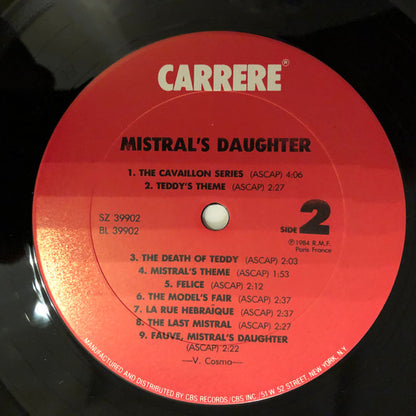 CARRERE®
MISTRAL'S DAUGHTER
1. THE CAVAILLON SERIES (ASCAP) 4:06
2. TEDDY'S THEME (ASCAP) 2:27
SZ 39902
BL 39902
SIDE 2
℗ 1984 R.M.F.
Paris France
3. THE DEATH OF TEDDY (ASCAP) 2:03
4. MISTRAL'S THEME (ASCAP) 1:53
5. FELICE (ASCAP) 2:12
6. THE MODEL'S FAIR (ASCAP) 2:37
7. LA RUE HEBRAÏQUE (ASCAP) 2:37
8. THE LAST MISTRAL (ASCAP) 2:27
9. FAUVE, MISTRAL'S DAUGHTER
(ASCAP) 2:22
—V. Cosma—
MANUFACTURED AND DISTRIBUTED BY CBS RECORDS/CBS INC./51 W. 52 STREET, NEW YORK, N.Y.